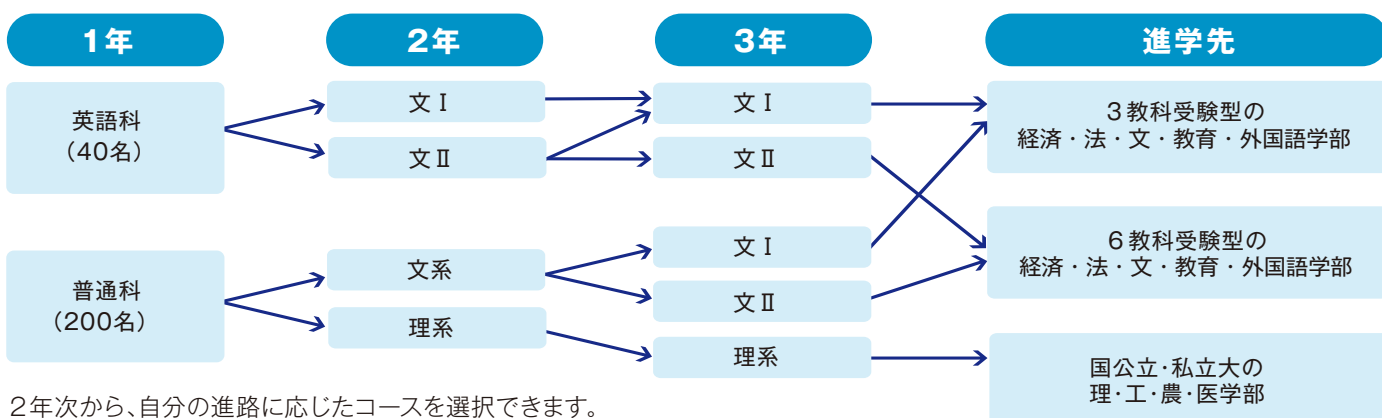 1年
2年
3年
進学先
英語科
(40名)
文Ⅰ
文Ⅱ
文Ⅰ
文Ⅱ
3教科受験型の
経済・法・文・教育・外国語学部
普通科
(200名)
文系
理系
文Ⅰ
文Ⅱ
理系
6教科受験型の
経済・法・文・教育・外国語学部
国公立・私立大の
理・工・農・医学部
2年次から、自分の進路に応じたコースを選択できます。